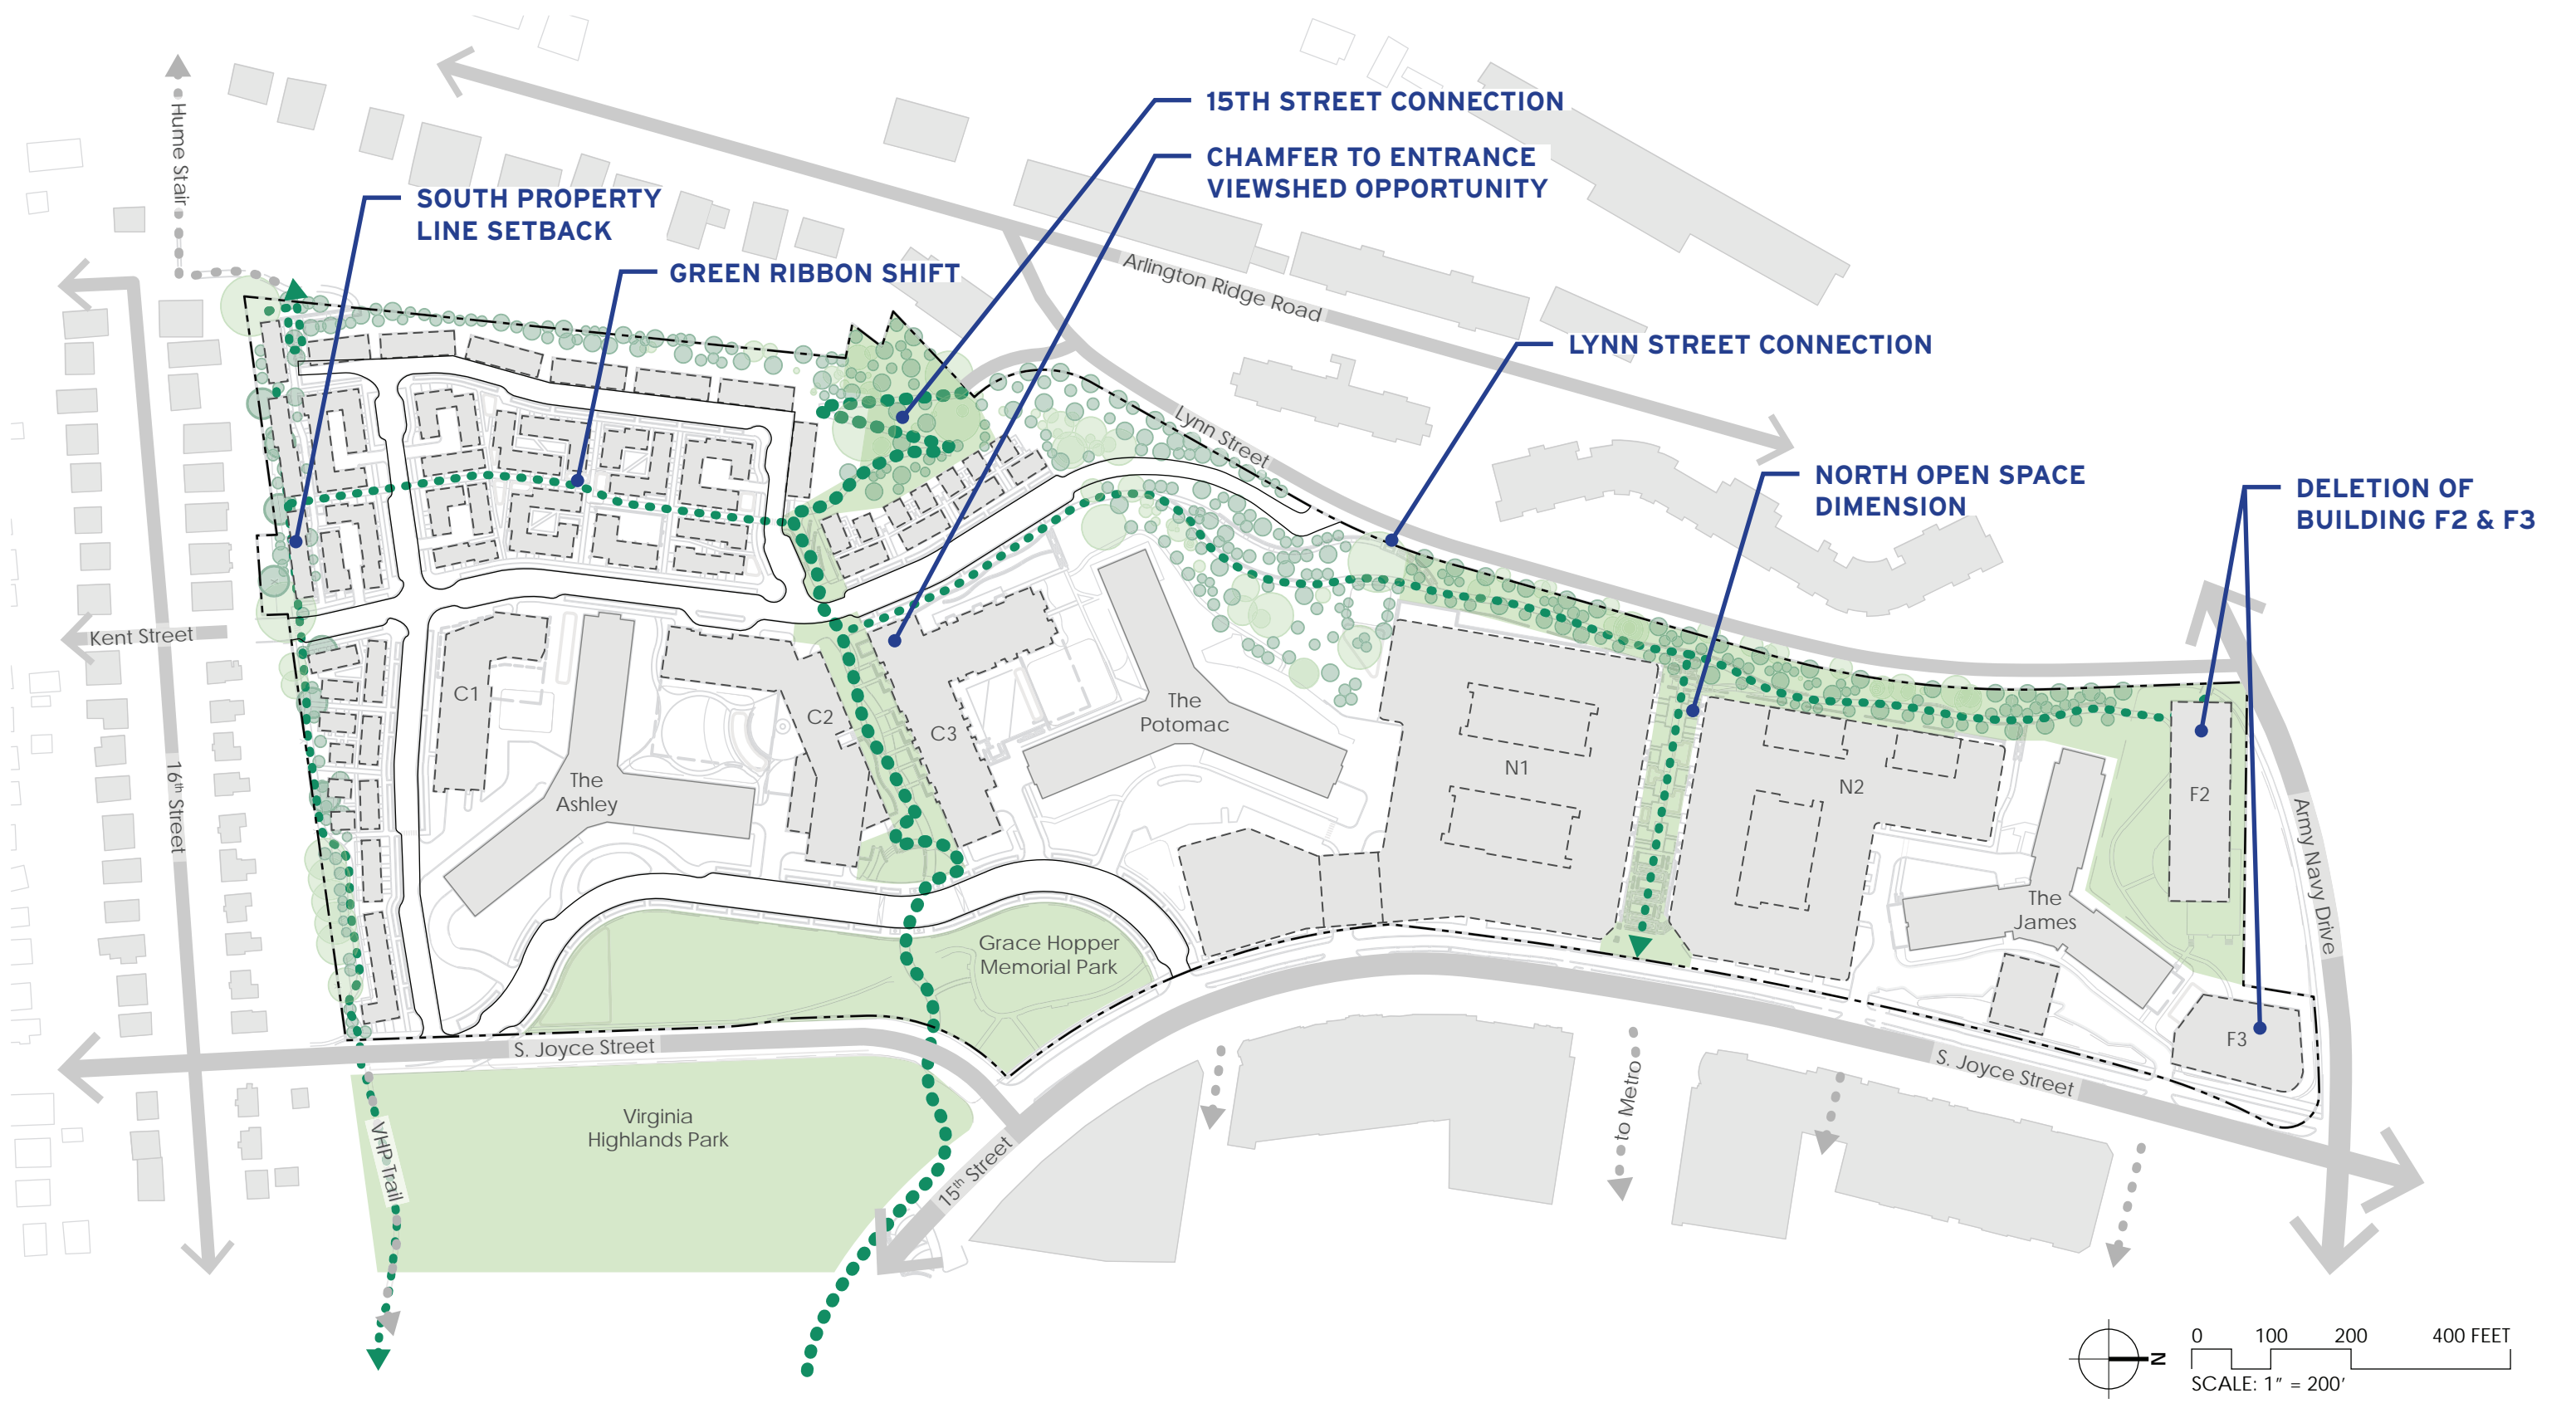 15TH STREET CONNECTION
CHAMFER TO ENTRANCE
VIEWSHED OPPORTUNITY
Hume Stair
SOUTH PROPERTY
LINE SETBACK
GREEN RIBBON SHIFT
Arlington Ridge Road
LYNN STREET CONNECTION
Lynn Street
NORTH OPEN SPACE
DIMENSION
DELETION OF
BUILDING F2 & F3
Kent Street
C1
C2
C3
The
Potomac
The
Ashley
N1
N2
F2
16th Street
Army Navy Drive
The
James
Grace Hopper
Memorial Park
F3
S. Joyce Street
S. Joyce Street
to Metro
Virginia
Highlands Park
VHP Trail
15th Street
N
0 100 200 400 FEET
SCALE: 1" = 200'